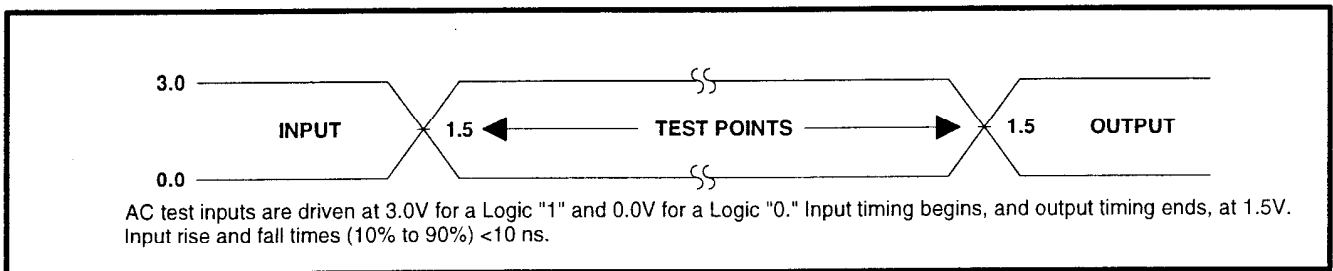 3.0
INPUT 1.5 TEST POINTS 1.5 OUTPUT
0.0
AC test inputs are driven at 3.0V for a Logic "1" and 0.0V for a Logic "0." Input timing begins, and output timing ends, at 1.5V.
Input rise and fall times (10% to 90%) <10 ns.